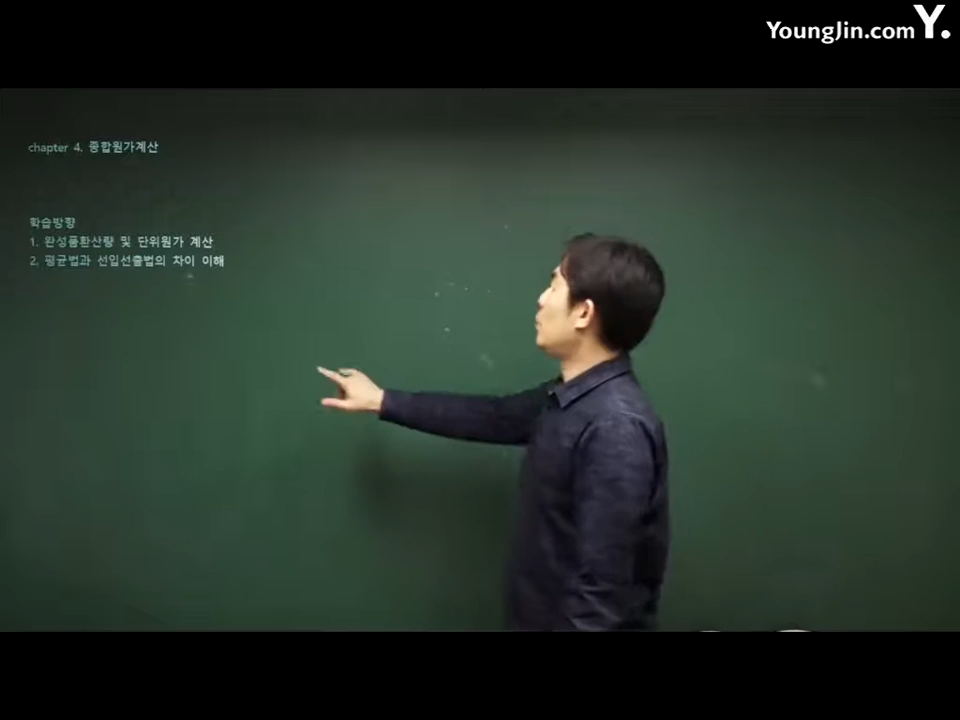 YoungJin.com Y.
chapter 4. 종합원가계산
학습방향
1. 완성품환산량 및 단위원가 계산
2. 평균법과 선입선출법의 차이 이해